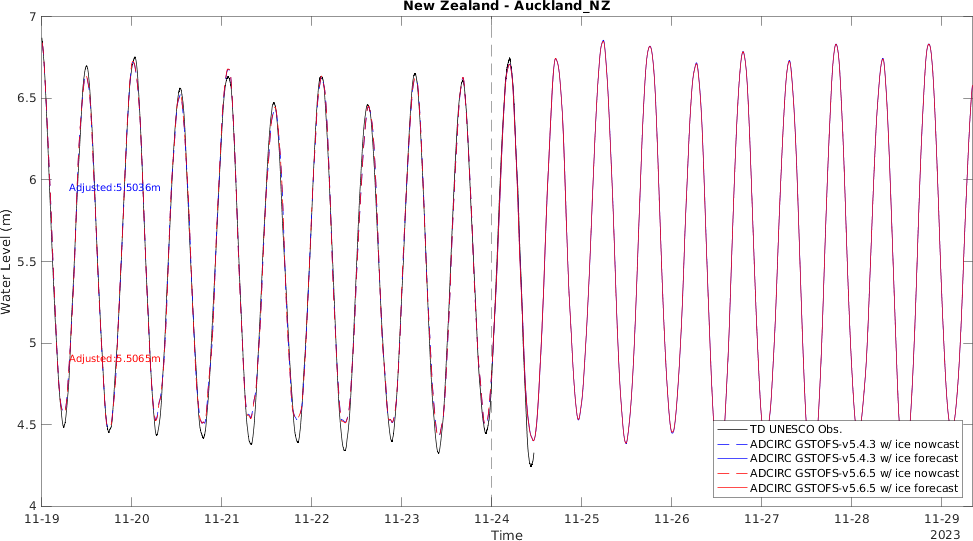 New Zealand - Auckland_NZ
7
6.5
6
5.5
5
4.5
4
Water Level (m)
Adjusted:5.5036m
Adjusted:5.5065m
TD UNESCO Obs.
ADCIRC GSTOFS-v5.4.3 w/ ice nowcast
ADCIRC GSTOFS-v5.4.3 w/ ice forecast
ADCIRC GSTOFS-v5.6.5 w/ ice nowcast
ADCIRC GSTOFS-v5.6.5 w/ ice forecast
11-19 11-20 11-21 11-22 11-23 11-24 11-25 11-26 11-27 11-28 11-29
Time
2023